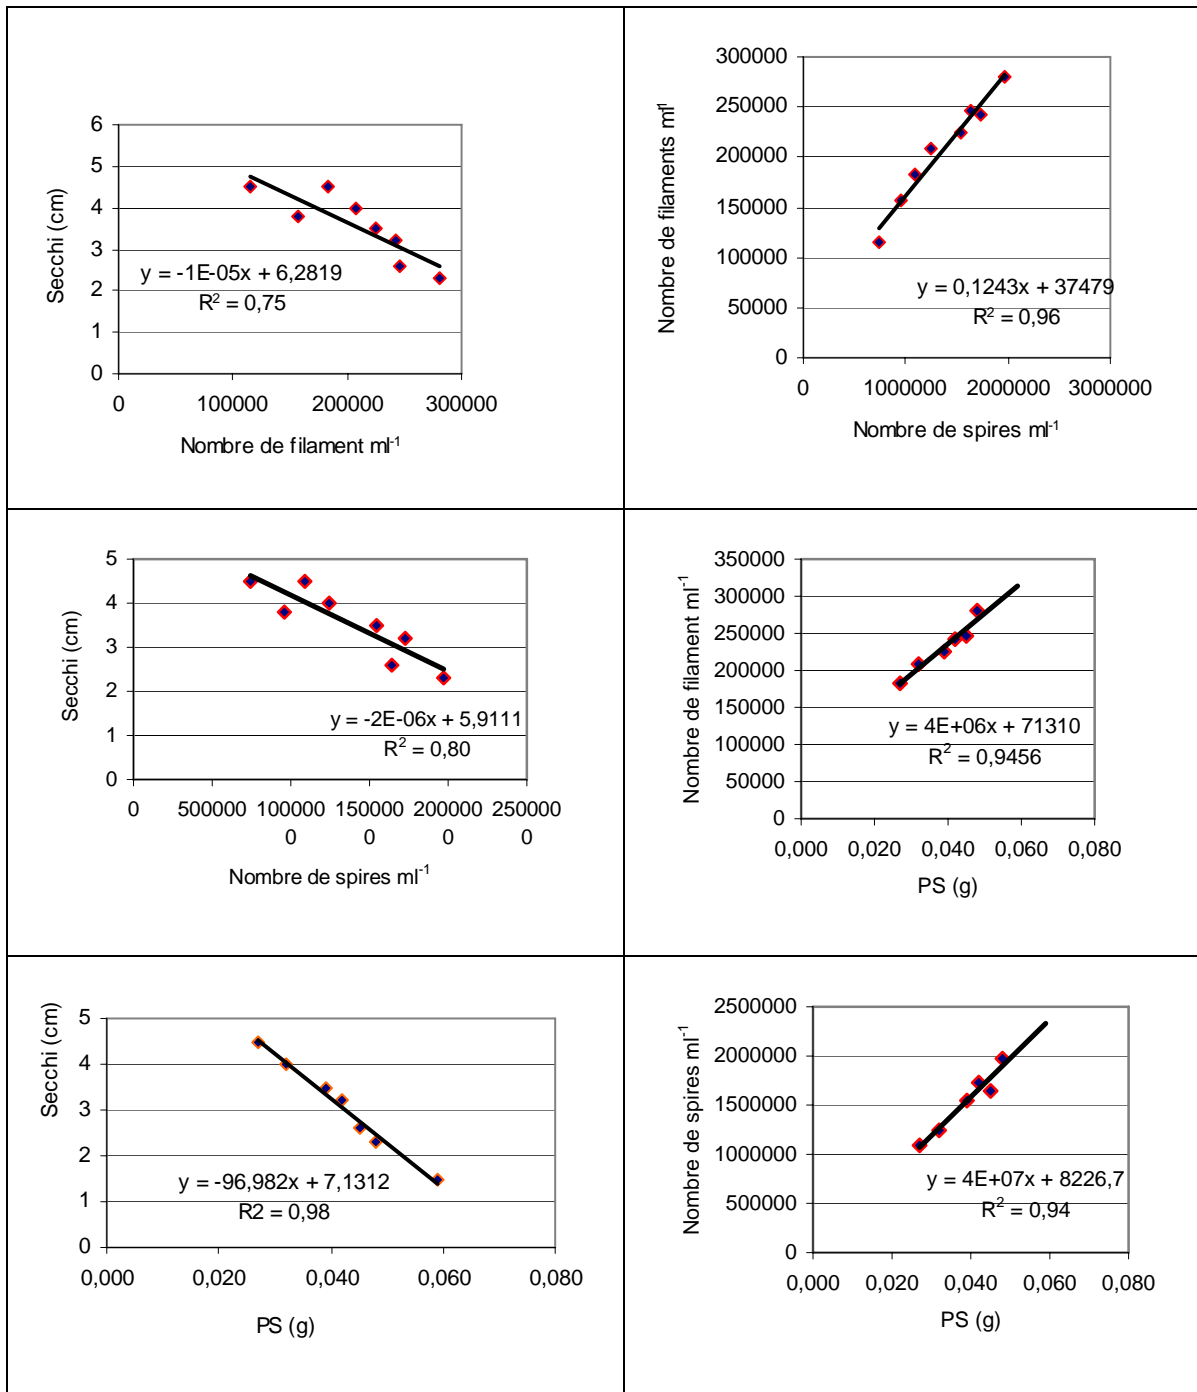 6
5
4
3
2
1
0
Secchi (cm)
y = -1E-05x + 6,2819
R² = 0,75
0 100000 200000 300000
Nombre de filament ml⁻¹
300000
250000
200000
150000
100000
50000
0
Nombre de filaments ml¹
y = 0,1243x + 37479
R² = 0,96
0 1000000 2000000 3000000
Nombre de spires ml⁻¹
5
4
3
2
1
0
Secchi (cm)
y = -2E-06x + 5,9111
R² = 0,80
0 500000 100000 150000 200000 250000
0 0 0 0
Nombre de spires ml⁻¹
350000
300000
250000
200000
150000
100000
50000
0
Nombre de filament ml⁻¹
y = 4E+06x + 71310
R² = 0,9456
0,000 0,020 0,040 0,060 0,080
PS (g)
5
4
3
2
1
0
Secchi (cm)
y = -96,982x + 7,1312
R2 = 0,98
0,000 0,020 0,040 0,060 0,080
PS (g)
2500000
2000000
1500000
1000000
500000
0
Nombre de spires ml⁻¹
y = 4E+07x + 8226,7
R² = 0,94
0,000 0,020 0,040 0,060 0,080
PS (g)